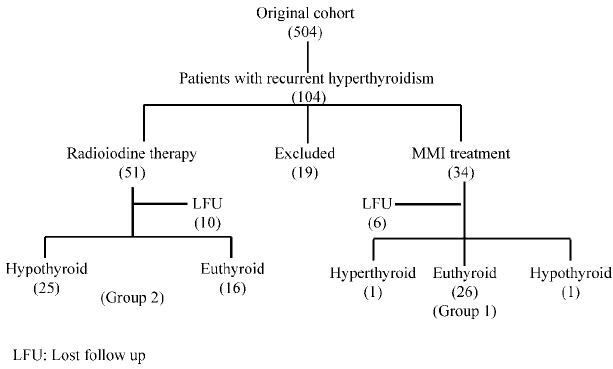 Original cohort
(504)
Patients with recurrent hyperthyroidism
(104)
Radioiodine therapy
(51)
Excluded
(19)
MMI treatment
(34)
LFU
(10)
LFU
(6)
Hypothyroid
(25)
(Group 2)
Euthyroid
(16)
Hyperthyroid
(1)
Euthyroid
(26)
(Group 1)
Hypothyroid
(1)
LFU: Lost follow up